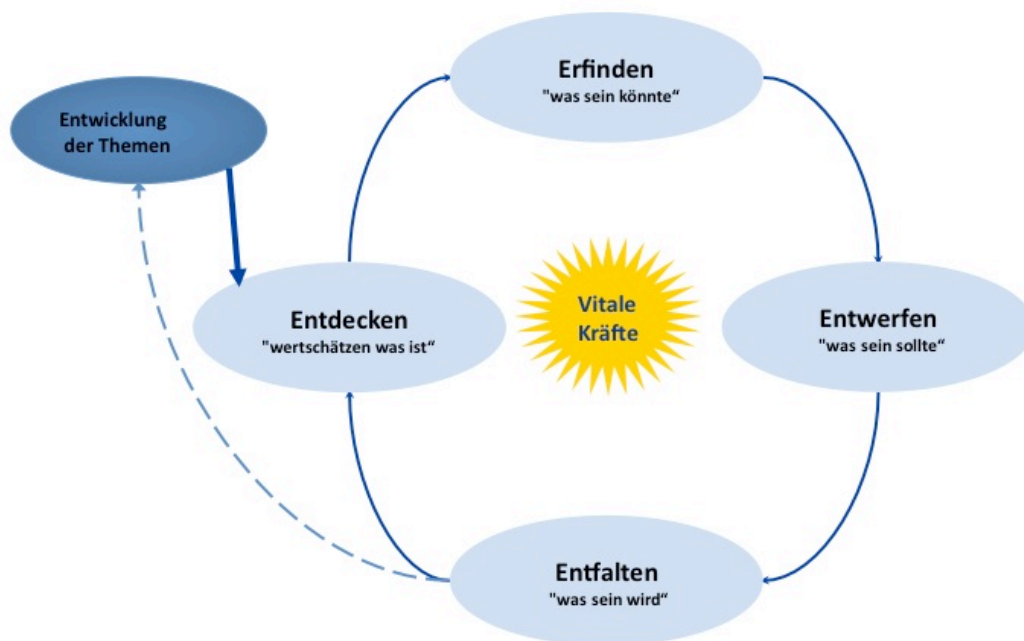 Erfinden
"was sein könnte“
Entwicklung
der Themen
Vitale
Kräfte
Entdecken
"wertschätzen was ist“
Entwerfen
"was sein sollte“
Entfalten
"was sein wird“